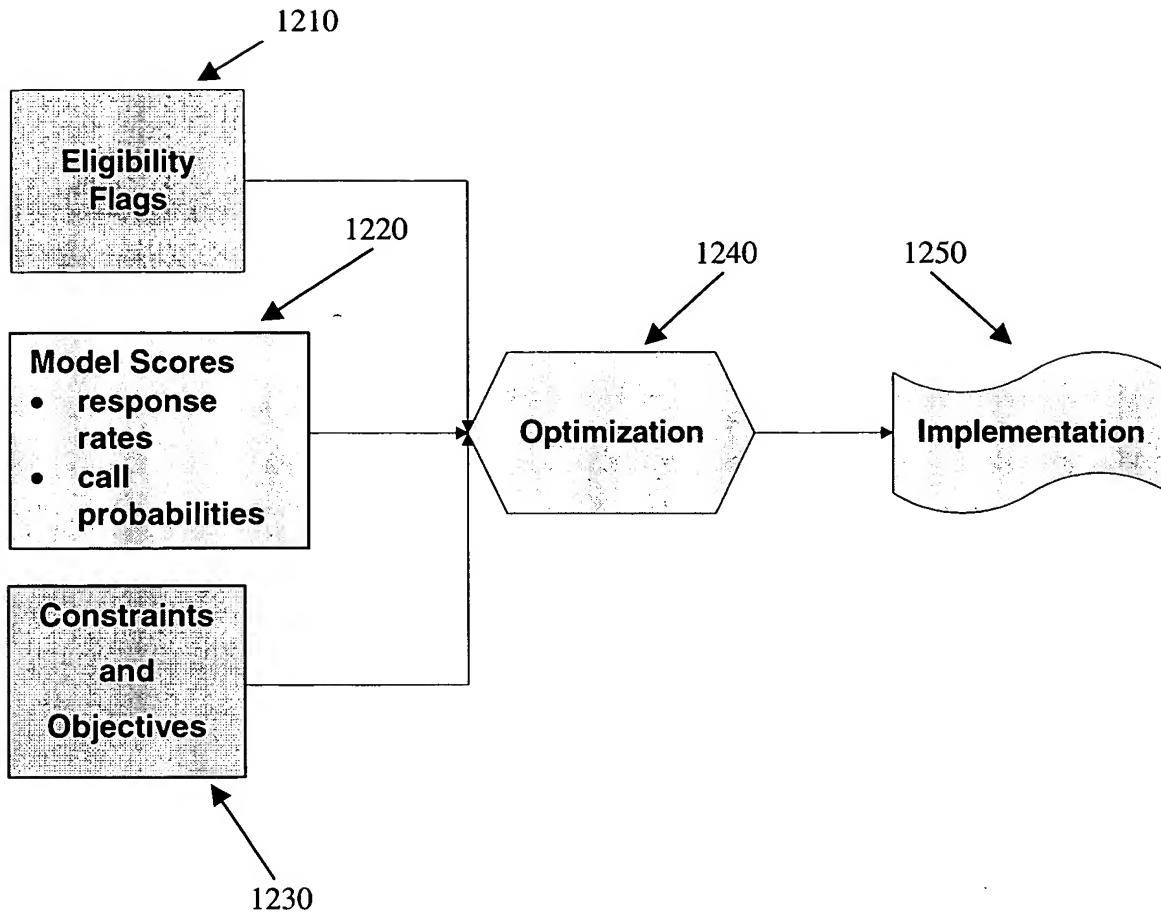 1210
Eligibility
Flags
1220
Model Scores
• response
rates
• call
probabilities
1240
Optimization
1250
Implementation
Constraints
and
Objectives
1230